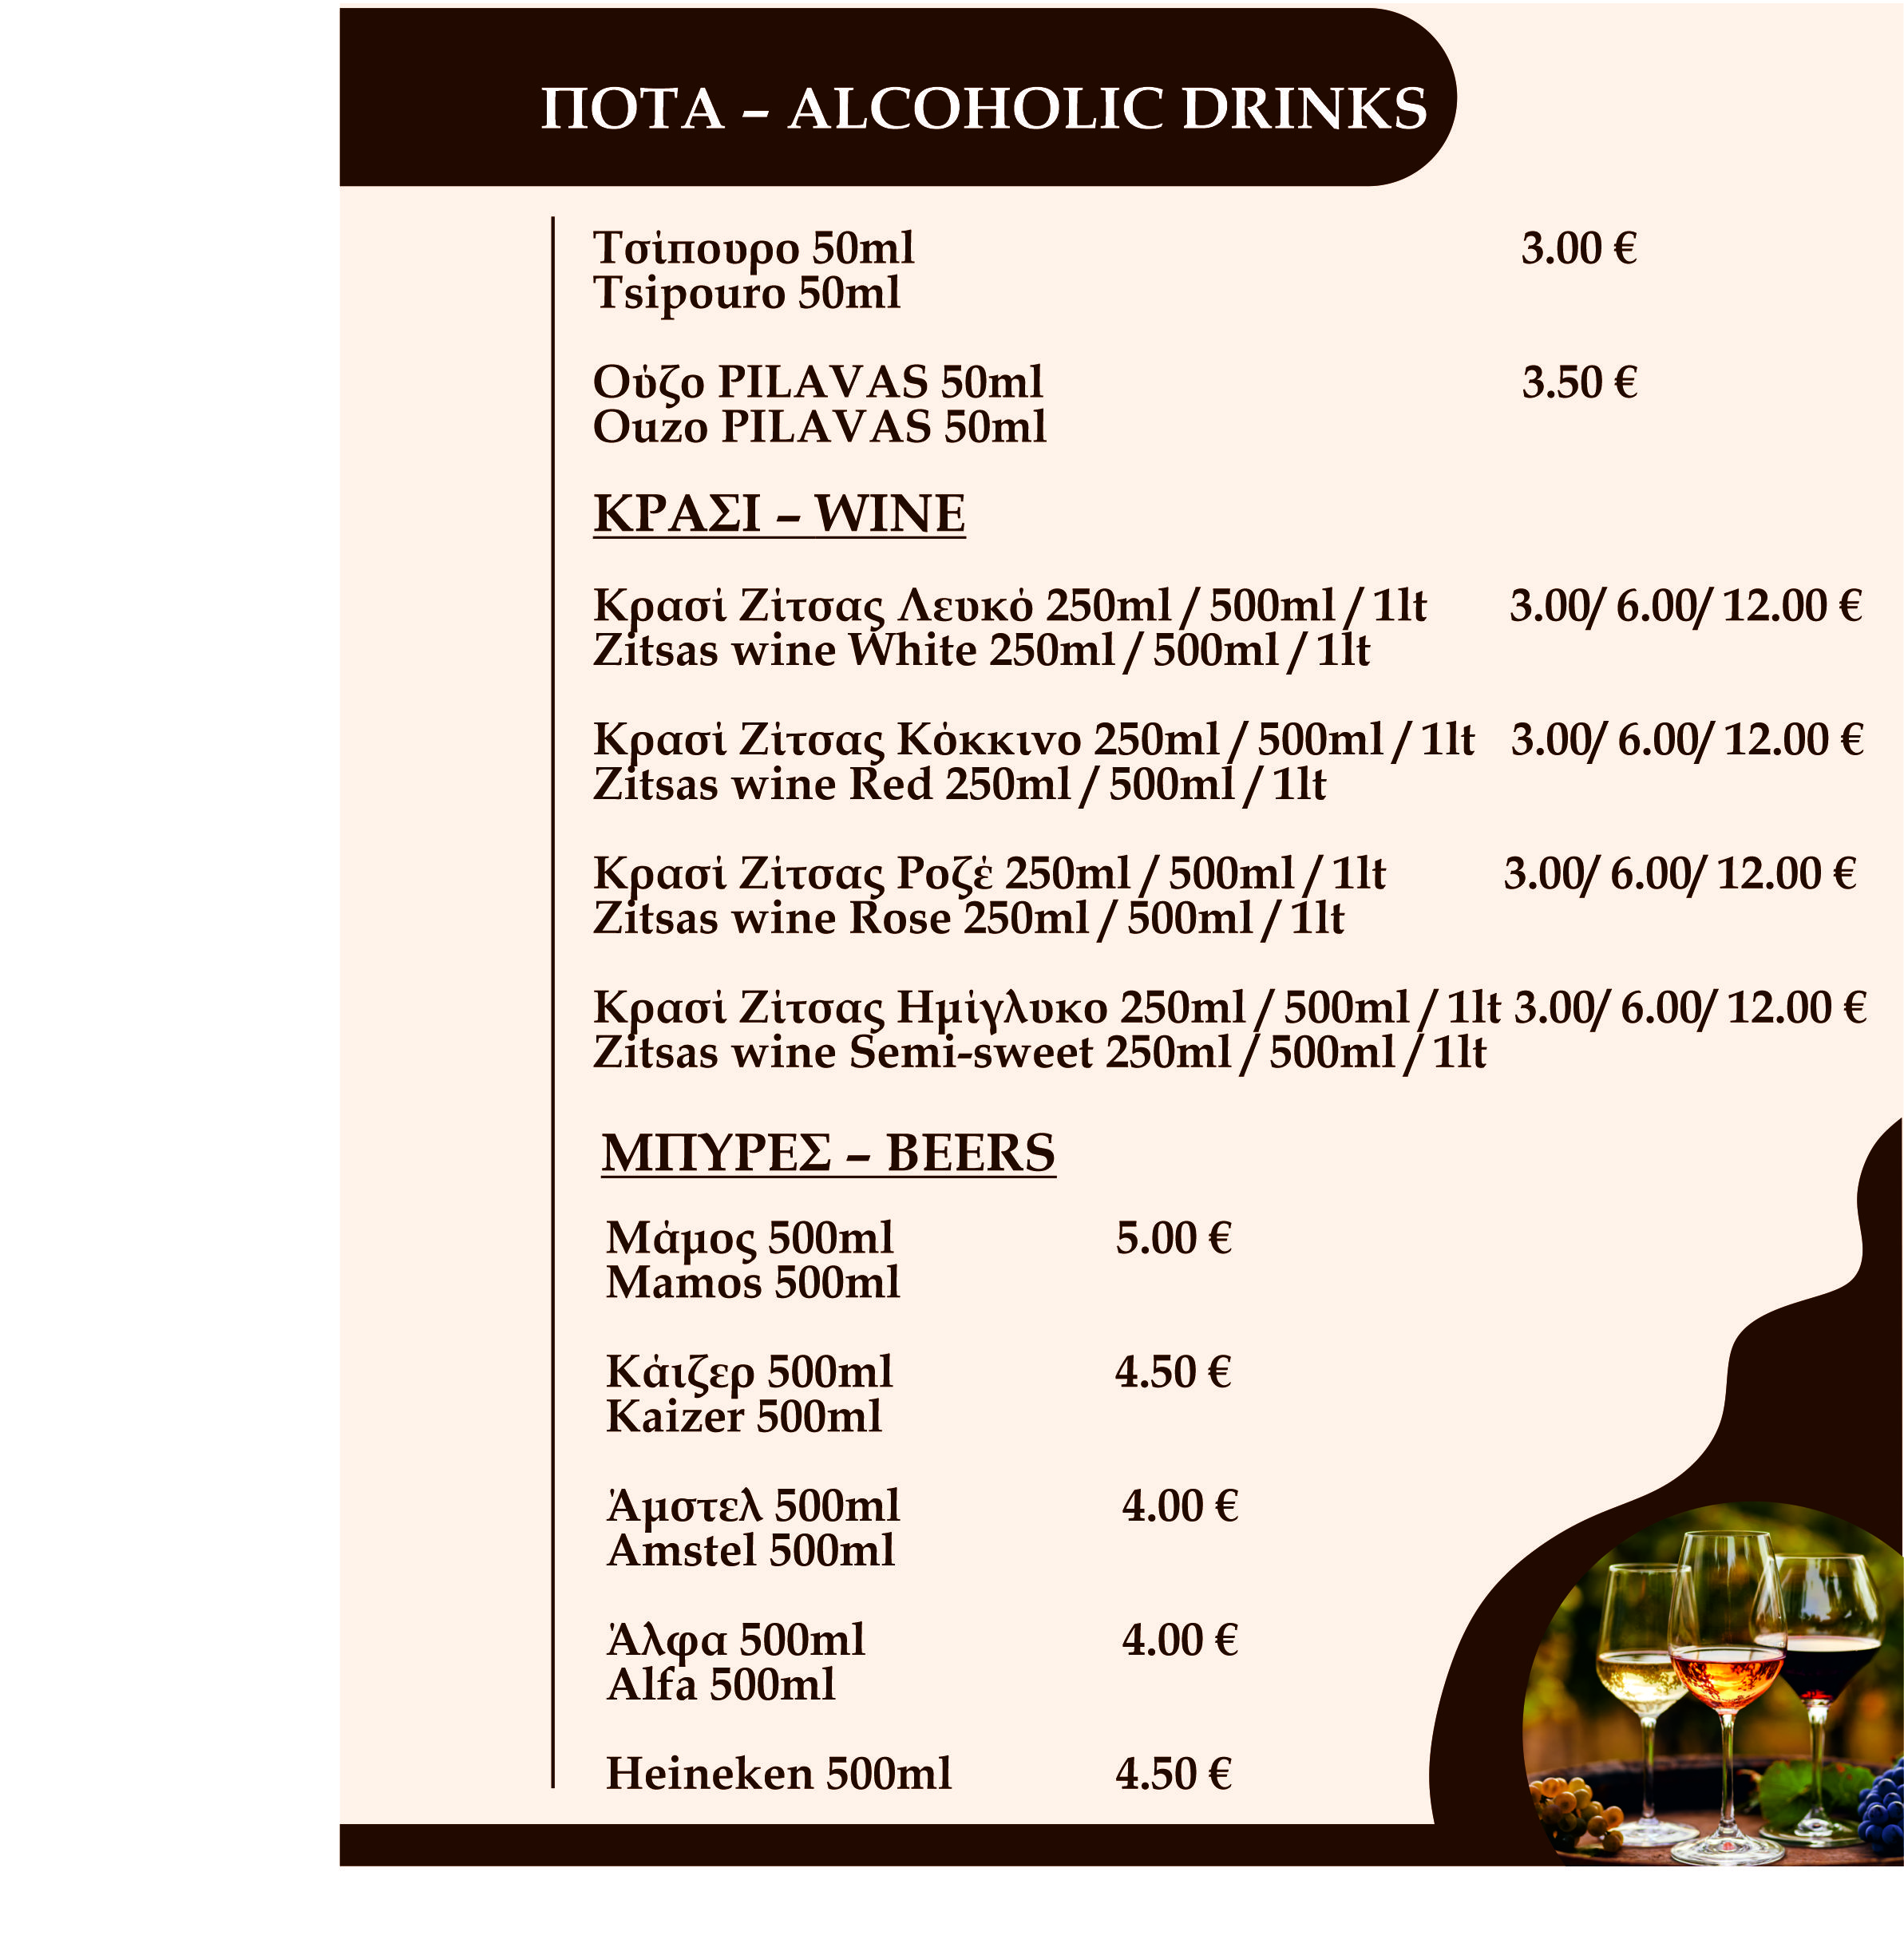 ΠΟΤΑ – ALCOHOLIC DRINKS
Τσίπουρο 50ml 3.00 €
Tsipouro 50ml
Ούζο PILAVAS 50ml 3.50 €
Ouzo PILAVAS 50ml
ΚΡΑΣΙ – WINE
Κρασί Ζίτσας Λευκό 250ml / 500ml / 1lt 3.00/ 6.00/ 12.00 €
Zitsas wine White 250ml / 500ml / 1lt
Κρασί Ζίτσας Κόκκινο 250ml / 500ml / 1lt 3.00/ 6.00/ 12.00 €
Zitsas wine Red 250ml / 500ml / 1lt
Κρασί Ζίτσας Ροζέ 250ml / 500ml / 1lt 3.00/ 6.00/ 12.00 €
Zitsas wine Rose 250ml / 500ml / 1lt
Κρασί Ζίτσας Ημίγλυκο 250ml / 500ml / 1lt 3.00/ 6.00/ 12.00 €
Zitsas wine Semi-sweet 250ml / 500ml / 1lt
ΜΠΥΡΕΣ – BEERS
Μάμος 500ml 5.00 €
Mamos 500ml
Κάιζερ 500ml 4.50 €
Kaizer 500ml
Άμστελ 500ml 4.00 €
Amstel 500ml
Άλφα 500ml 4.00 €
Alfa 500ml
Heineken 500ml 4.50 €